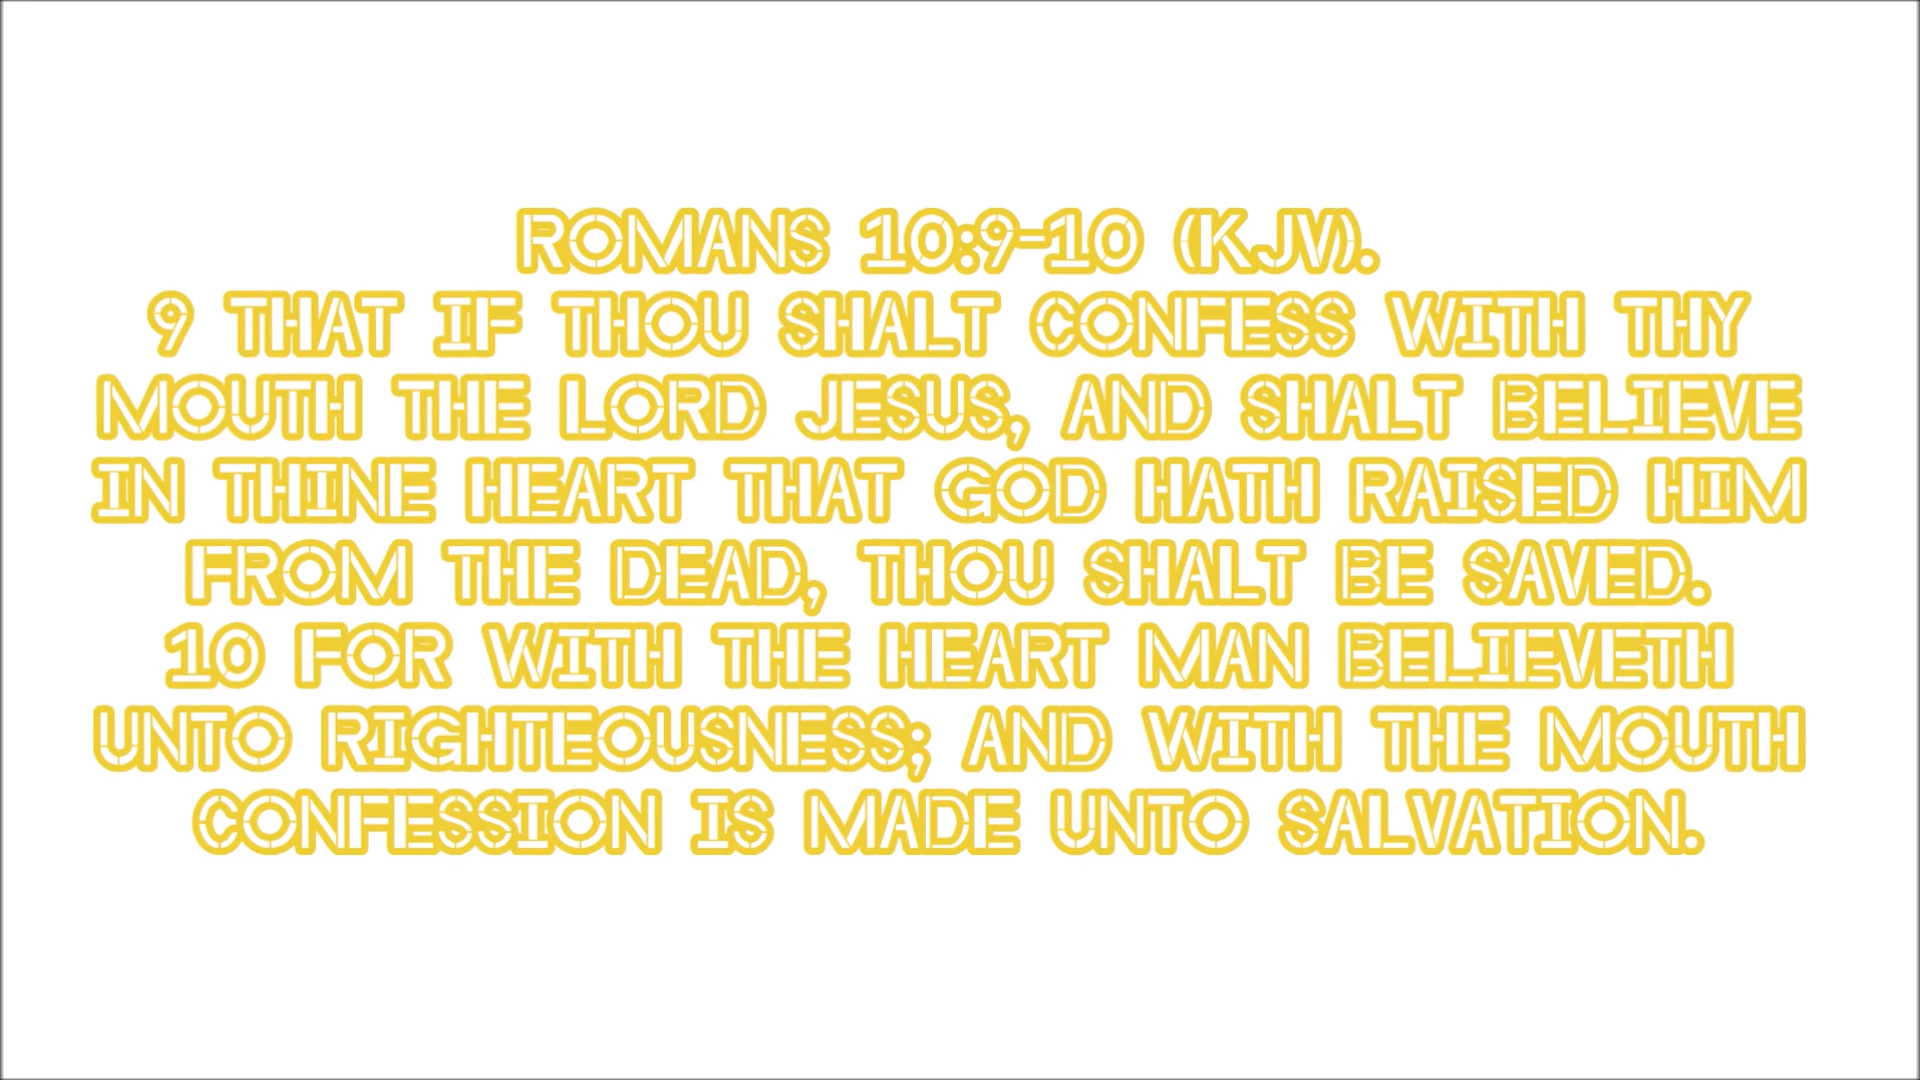 ROMANS 10:9-10 (KJV).
9 THAT IF THOU SHALT CONFESS WITH THY
MOUTH THE LORD JESUS, AND SHALT BELIEVE
IN THINE HEART THAT GOD HATH RAISED HIM
FROM THE DEAD, THOU SHALT BE SAVED.
10 FOR WITH THE HEART MAN BELIEVETH
UNTO RIGHTEOUSNESS; AND WITH THE MOUTH
CONFESSION IS MADE UNTO SALVATION.